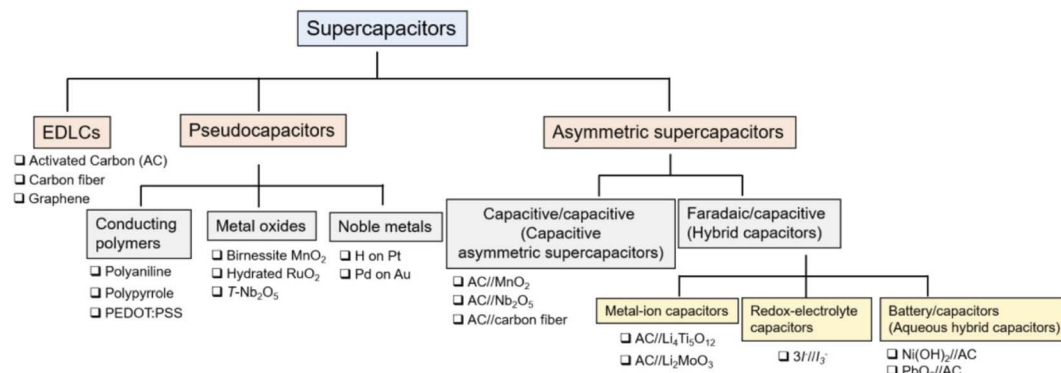 Supercapacitors
EDLCs
❑ Activated Carbon (AC)
❑ Carbon fiber
❑ Graphene
Pseudocapacitors
Conducting
polymers
❑ Polyaniline
❑ Polypyrrole
❑ PEDOT:PSS
Metal oxides
❑ Birnessite MnO₂
❑ Hydrated RuO₂
❑ T-Nb₂O₅
Noble metals
❑ H on Pt
❑ Pd on Au
Asymmetric supercapacitors
Capacitive/capacitive
(Capacitive
asymmetric supercapacitors)
❑ AC//MnO₂
❑ AC//Nb₂O₅
❑ AC//carbon fiber
Faradaic/capacitive
(Hybrid capacitors)
Metal-ion capacitors
❑ AC//Li₄Ti₅O₁₂
❑ AC//Li₂MoO₃
Redox-electrolyte
capacitors
❑ 3I⁻//I₃⁻
Battery/capacitors
(Aqueous hybrid capacitors)
❑ Ni(OH)₂//AC
❑ PbO₂//AC